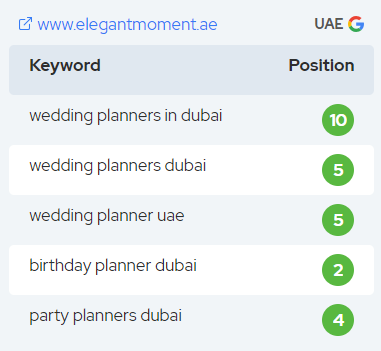 www.elegantmoment.ae UAE
Keyword Position
wedding planners in dubai 10
wedding planners dubai 5
wedding planner uae 5
birthday planner dubai 2
party planners dubai 4